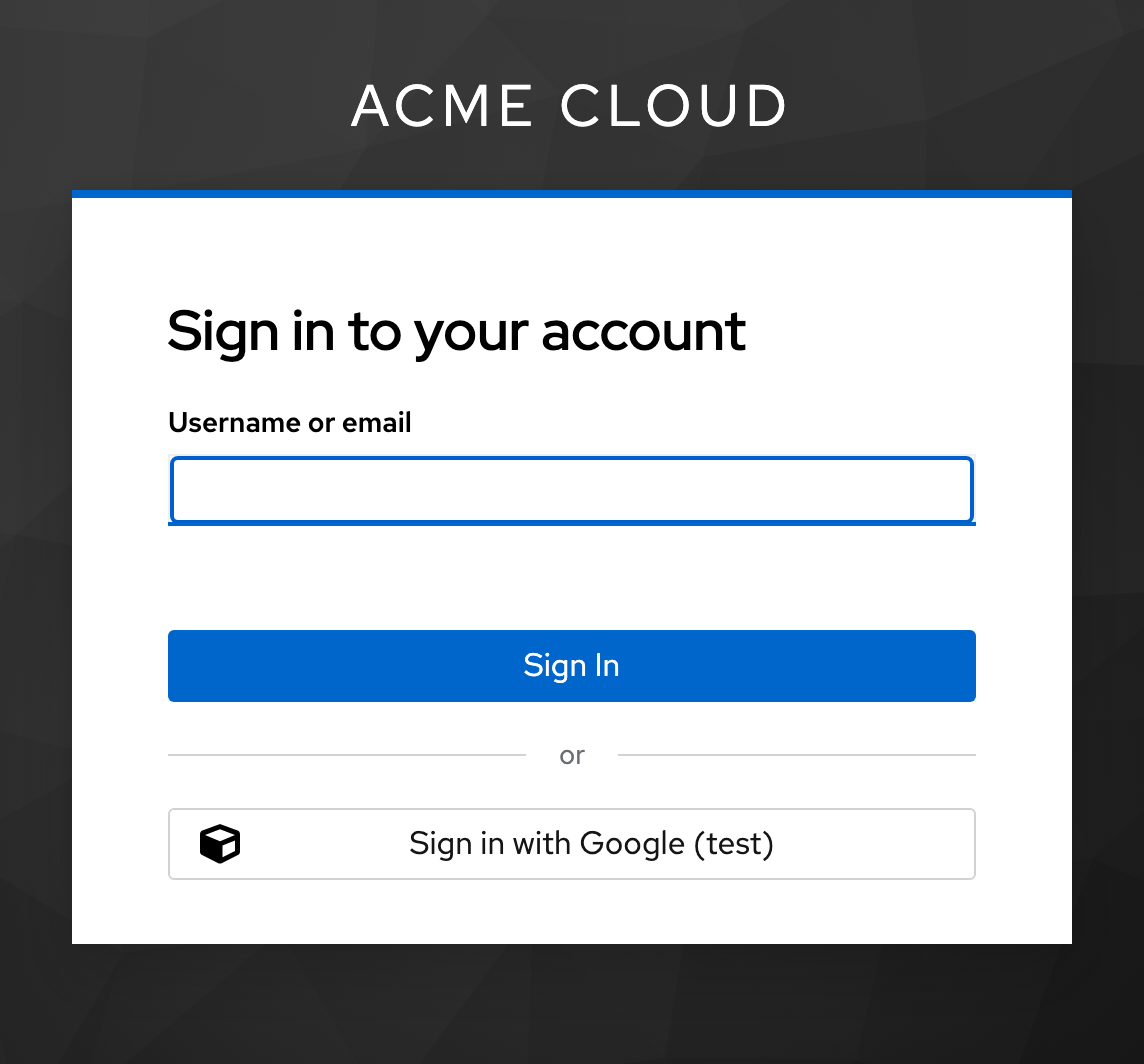 ACME CLOUD
Sign in to your account
Username or email
Sign In
or
Sign in with Google (test)